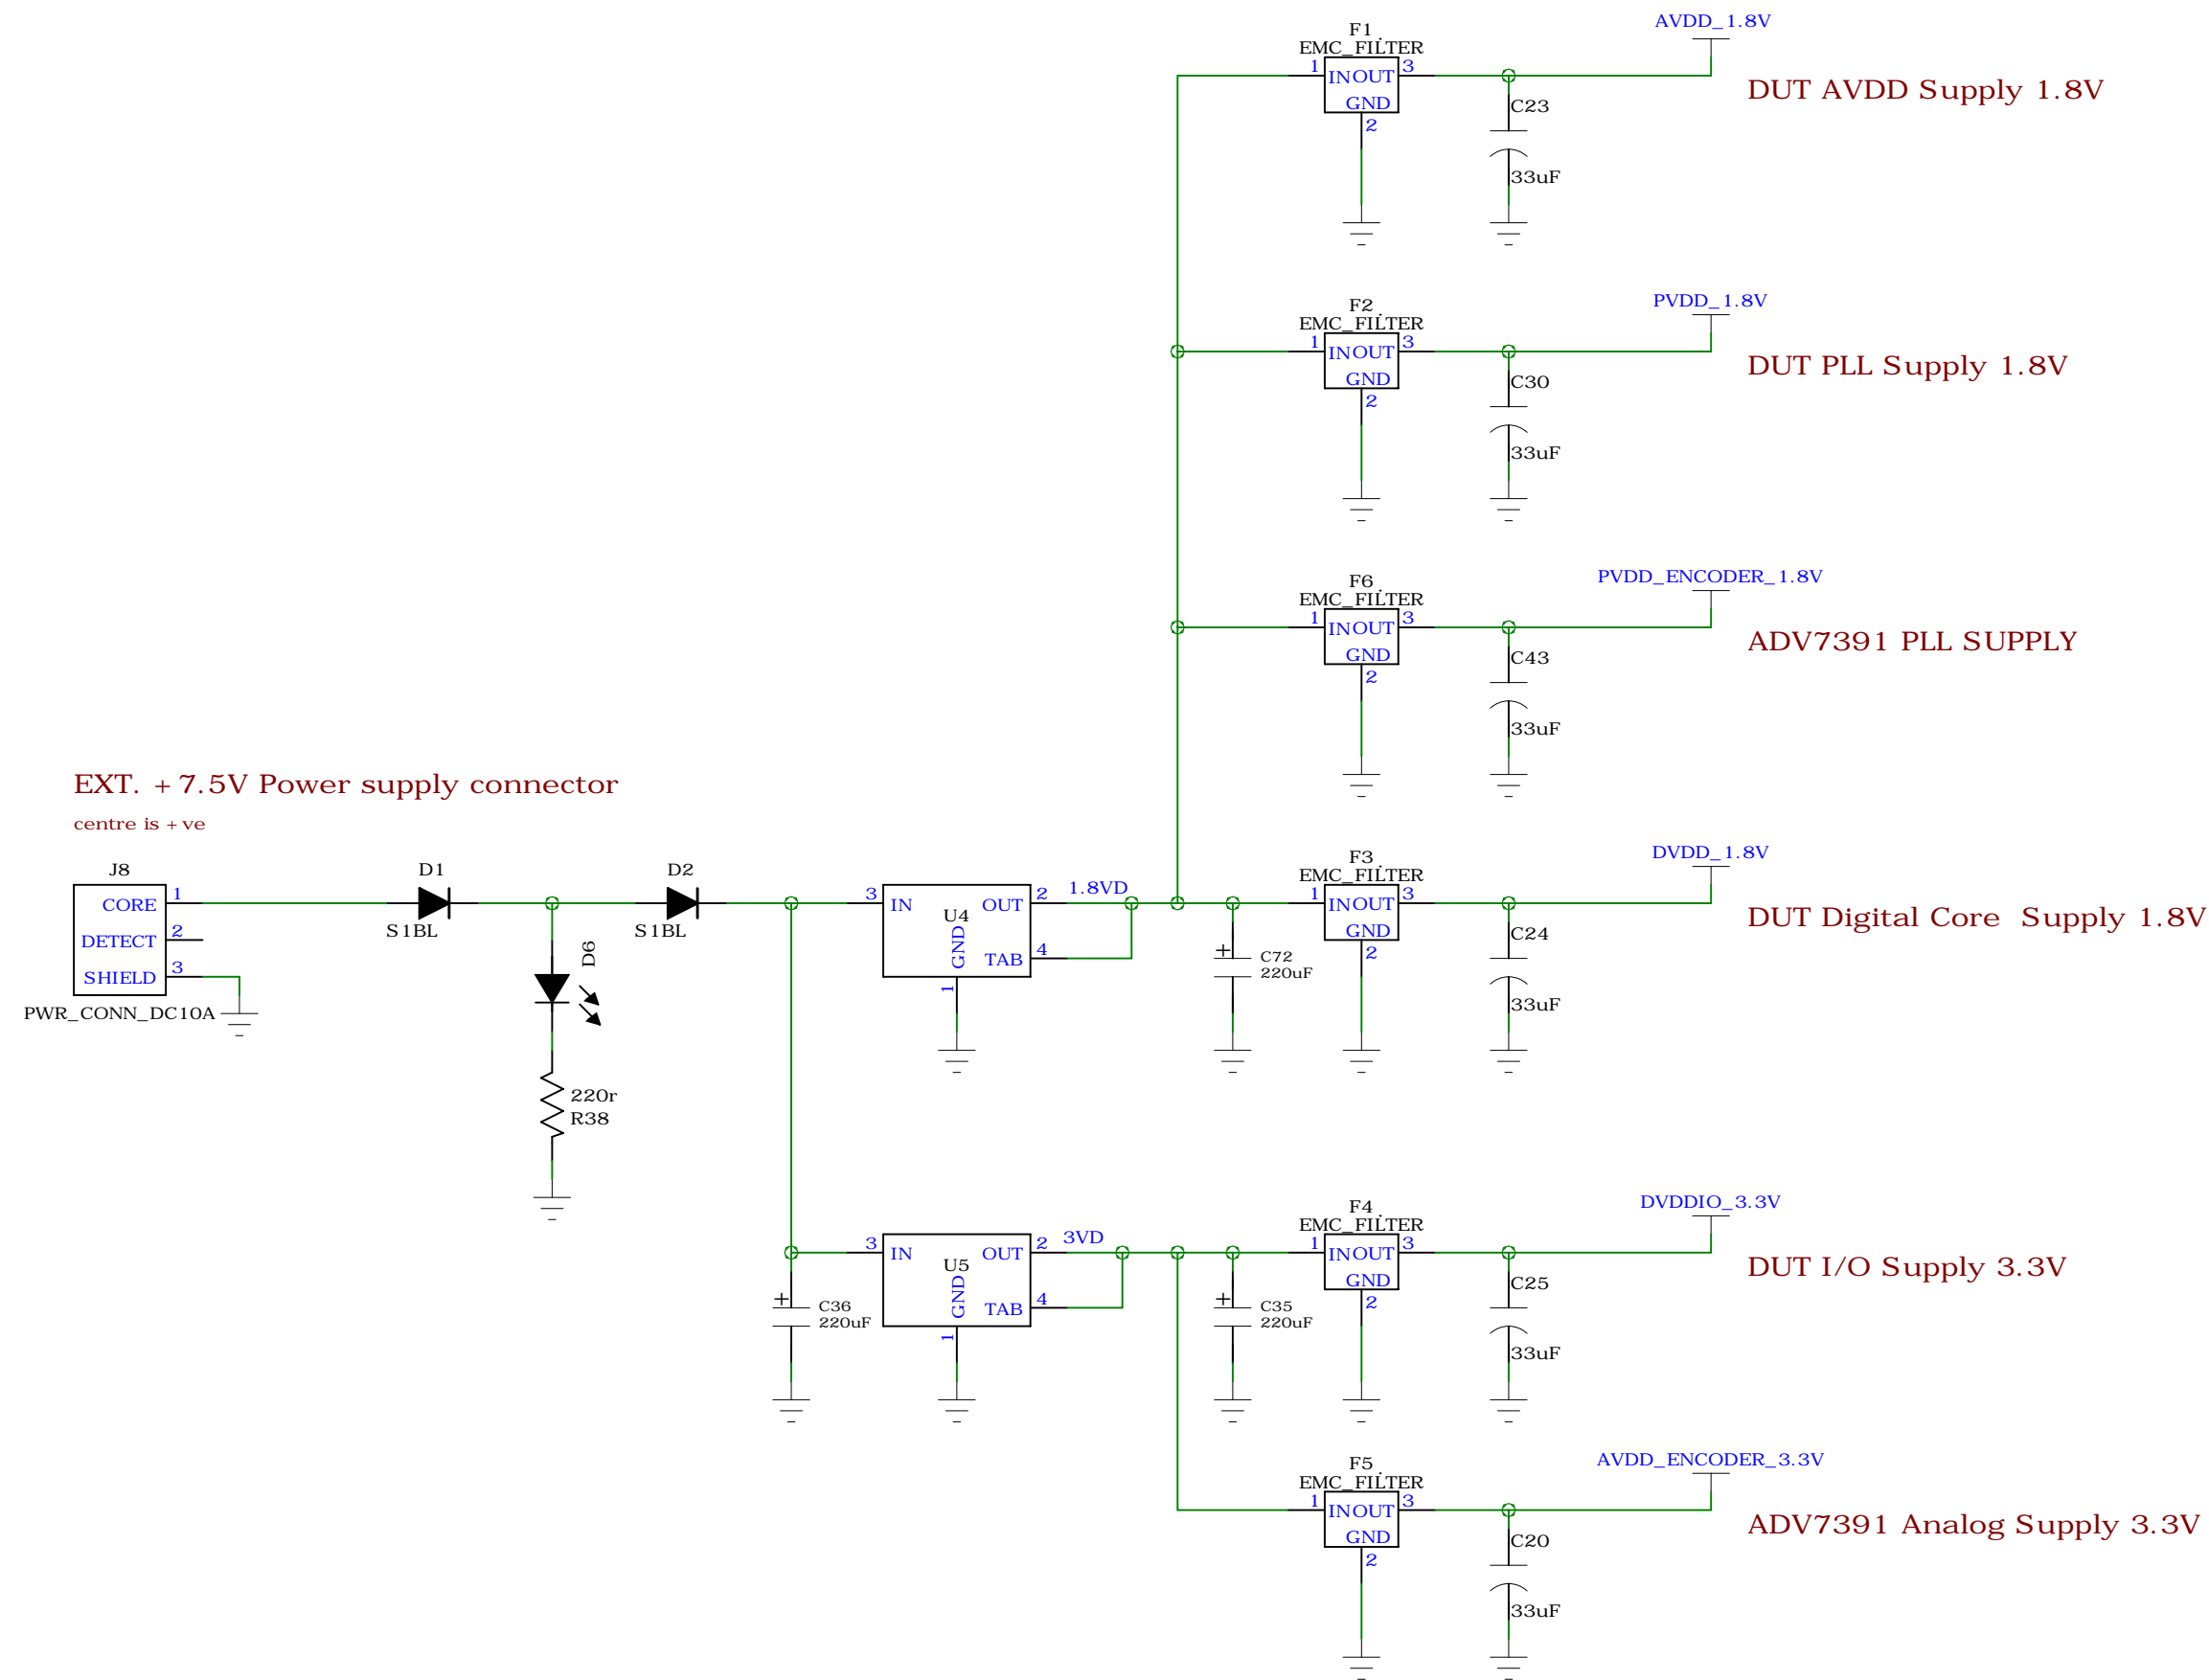 F1
EMC_FILTER
1
INOUT
3
GND
2
C23
33uF
AVDD_1.8V
DUT AVDD Supply 1.8V
F2
EMC_FILTER
1
INOUT
3
GND
2
C30
33uF
PVDD_1.8V
DUT PLL Supply 1.8V
F6
EMC_FILTER
1
INOUT
3
GND
2
C43
33uF
PVDD_ENCODER_1.8V
ADV7391 PLL SUPPLY
EXT. +7.5V Power supply connector
centre is +ve
J8
CORE
1
DETECT
2
SHIELD
3
PWR_CONN_DC10A
D1
S1BL
D6
220r
R38
D2
S1BL
3
IN
U4
OUT
2
GND
TAB
4
1
1.8VD
+
C72
220uF
F3
EMC_FILTER
1
INOUT
3
GND
2
C24
33uF
DVDD_1.8V
DUT Digital Core Supply 1.8V
+
C36
220uF
3
IN
U5
OUT
2
GND
TAB
4
1
3VD
+
C35
220uF
F4
EMC_FILTER
1
INOUT
3
GND
2
C25
33uF
DVDDIO_3.3V
DUT I/O Supply 3.3V
F5
EMC_FILTER
1
INOUT
3
GND
2
C20
33uF
AVDD_ENCODER_3.3V
ADV7391 Analog Supply 3.3V